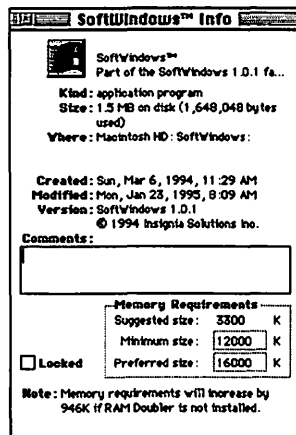 SoftWindows™ Info
SoftWindows™
Part of the SoftWindows 1.0.1 fa...
Kind: application program
Size: 1.5 MB on disk (1,648,048 bytes
used)
Where: Macintosh HD: SoftWindows:
Created: Sun, Mar 6, 1994, 11:29 AM
Modified: Mon, Jan 23, 1995, 8:09 AM
Version: SoftWindows 1.0.1
© 1994 Insignia Solutions Inc.
Comments:
Memory Requirements
Suggested size: 3300 K
Minimum size: 12000 K
Preferred size: 16000 K
Locked
Note: Memory requirements will increase by
946K if RAM Doubler is not installed.